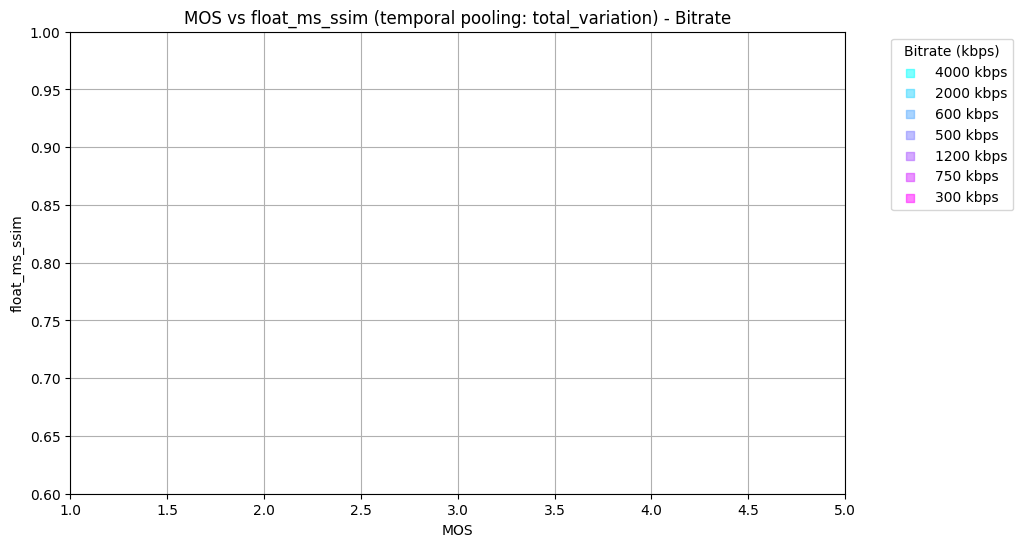 MOS vs float_ms_ssim (temporal pooling: total_variation) - Bitrate
1.00
0.95
0.90
0.85
0.80
0.75
0.70
0.65
0.60
float_ms_ssim
1.0 1.5 2.0 2.5 3.0 3.5 4.0 4.5 5.0
MOS
Bitrate (kbps)
4000 kbps
2000 kbps
600 kbps
500 kbps
1200 kbps
750 kbps
300 kbps